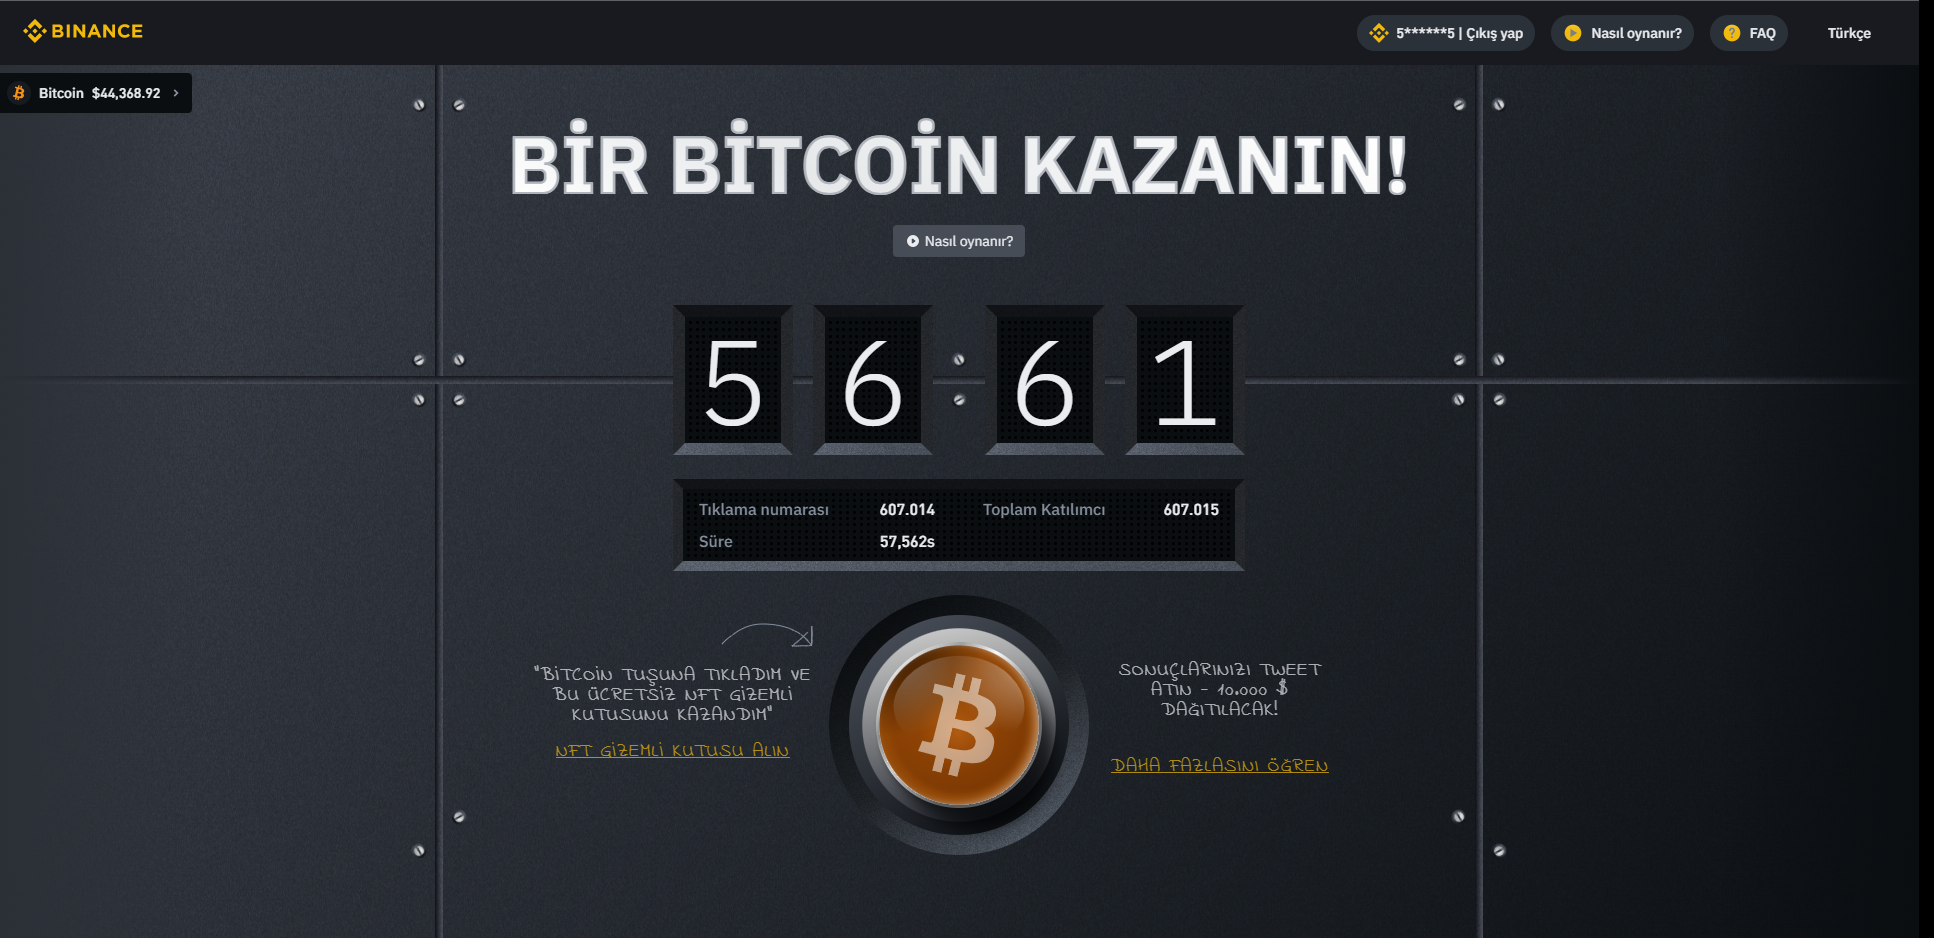 BINANCE
5******5 | Çıkış yap
Nasıl oynanır?
FAQ
Türkçe
Bitcoin $44,368.92
BİR BİTCOİN KAZANIN!
Nasıl oynanır?
5 6 6 1
Tıklama numarası 607.014 Toplam Katılımcı 607.015
Süre 57,562s
"BİTCOİN TUŞUNA TIKLADIM VE
BU ÜCRETSİZ NFT GİZEMLİ
KUTUSUNU KAZANDIM"
NFT GİZEMLİ KUTUSU ALIN
SONUÇLARINIZI TWEET
ATIN - 10.000 $
DAĞITILACAK!
DAHA FAZLASINI ÖĞREN